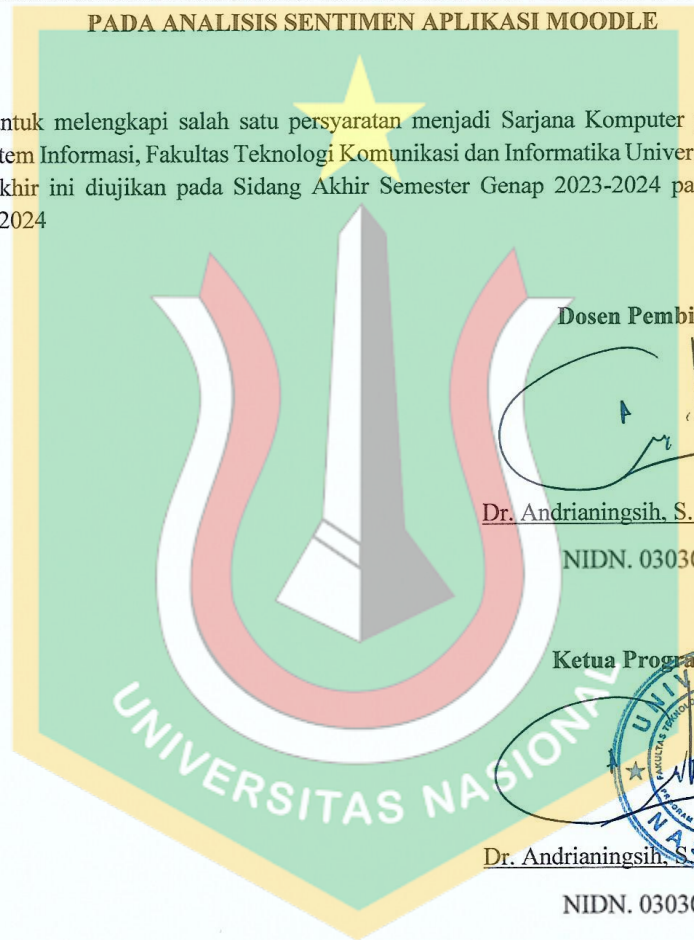 PADA ANALISIS SENTIMEN APLIKASI MOODLE
ntuk melengkapi salah satu persyaratan menjadi Sarjana Komputer
tem Informasi, Fakultas Teknologi Komunikasi dan Informatika Univer
khir ini diujikan pada Sidang Akhir Semester Genap 2023-2024 pa
2024
Dosen Pembi
Dr. Andrianingsih, S.
NIDN. 0303
Ketua Progra
UNIVERSITAS NASIONAL
Dr. Andrianingsih, S.
NIDN. 0303